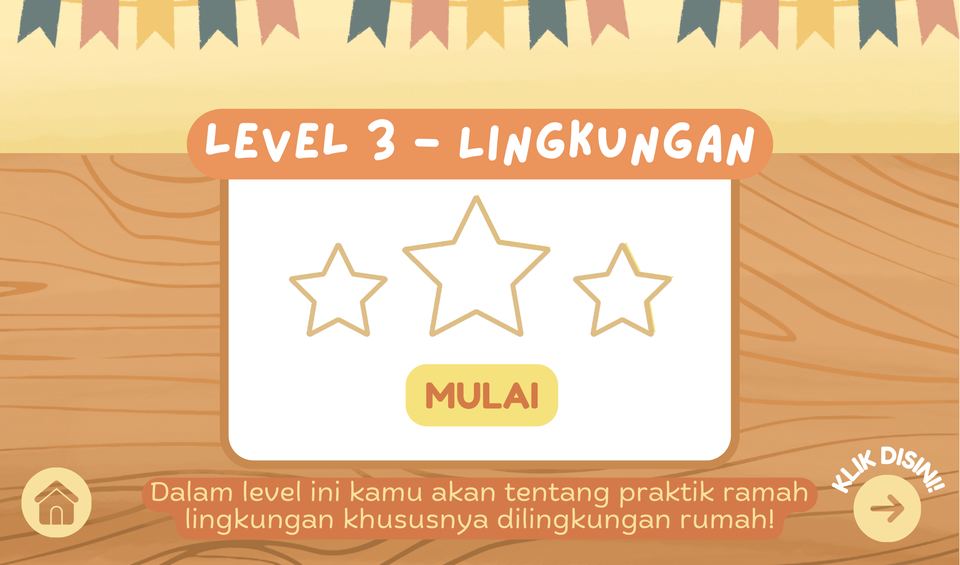 LEVEL 3 - LINGKUNGAN
MULAI
Dalam level ini kamu akan tentang praktik ramah
lingkungan khususnya dilingkungan rumah!
KLIK DISINI!